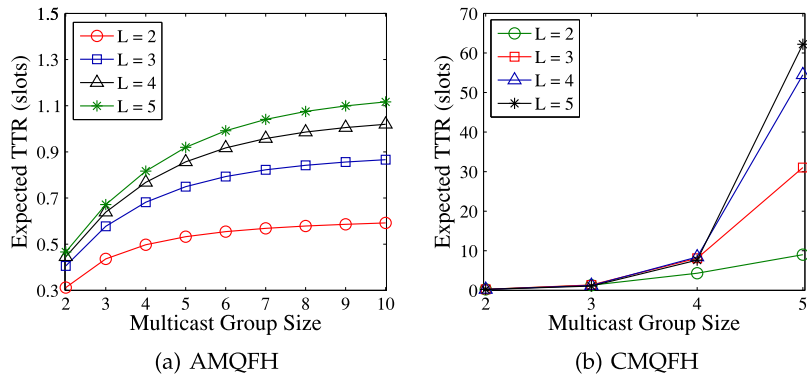 1.5
1.3
1.1
0.9
0.7
0.5
0.3
Expected TTR (slots)
L = 2
L = 3
L = 4
L = 5
2 3 4 5 6 7 8 9 10
Multicast Group Size
(a) AMQFH
70
60
50
40
30
20
10
0
Expected TTR (slots)
L = 2
L = 3
L = 4
L = 5
2 3 4 5
Multicast Group Size
(b) CMQFH